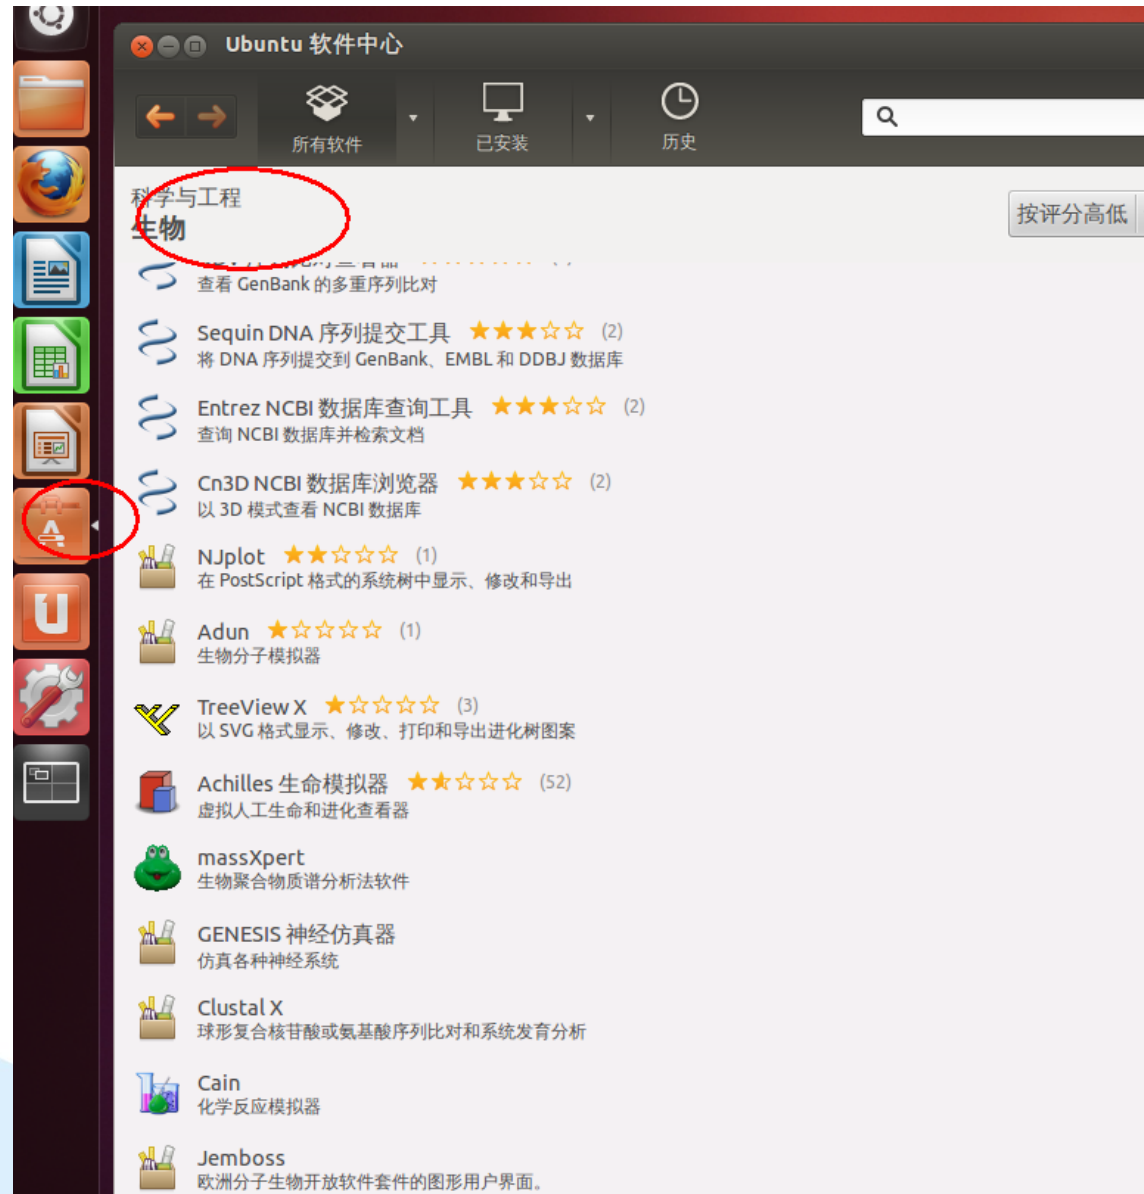 Ubuntu 软件中心
所有软件
已安装
历史
科学与工程
生物
按评分高低
查看 GenBank 的多重序列比对
Sequin DNA 序列提交工具 (2)
将 DNA 序列提交到 GenBank、EMBL 和 DDBJ 数据库
Entrez NCBI 数据库查询工具 (2)
查询 NCBI 数据库并检索文档
Cn3D NCBI 数据库浏览器 (2)
以 3D 模式查看 NCBI 数据库
NJplot (1)
在 PostScript 格式的系统树中显示、修改和导出
Adun (1)
生物分子模拟器
TreeView X (3)
以 SVG 格式显示、修改、打印和导出进化树图案
Achilles 生命模拟器 (52)
虚拟人工生命和进化查看器
massXpert
生物聚合物质谱分析法软件
GENESIS 神经仿真器
仿真各种神经系统
Clustal X
球形复合核苷酸或氨基酸序列比对和系统发育分析
Cain
化学反应模拟器
Jemboss
欧洲分子生物开放软件套件的图形用户界面。